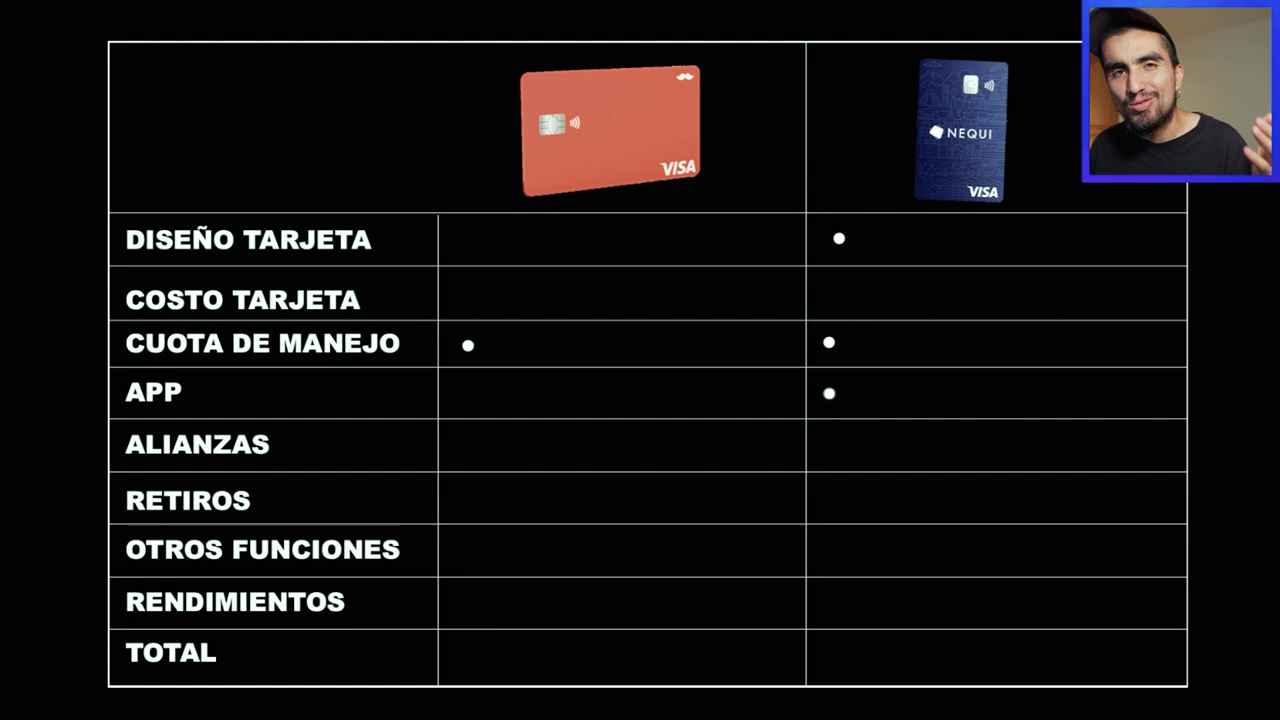 VISA
NEQUI
VISA
DISEÑO TARJETA
COSTO TARJETA
CUOTA DE MANEJO
APP
ALIANZAS
RETIROS
OTROS FUNCIONES
RENDIMIENTOS
TOTAL